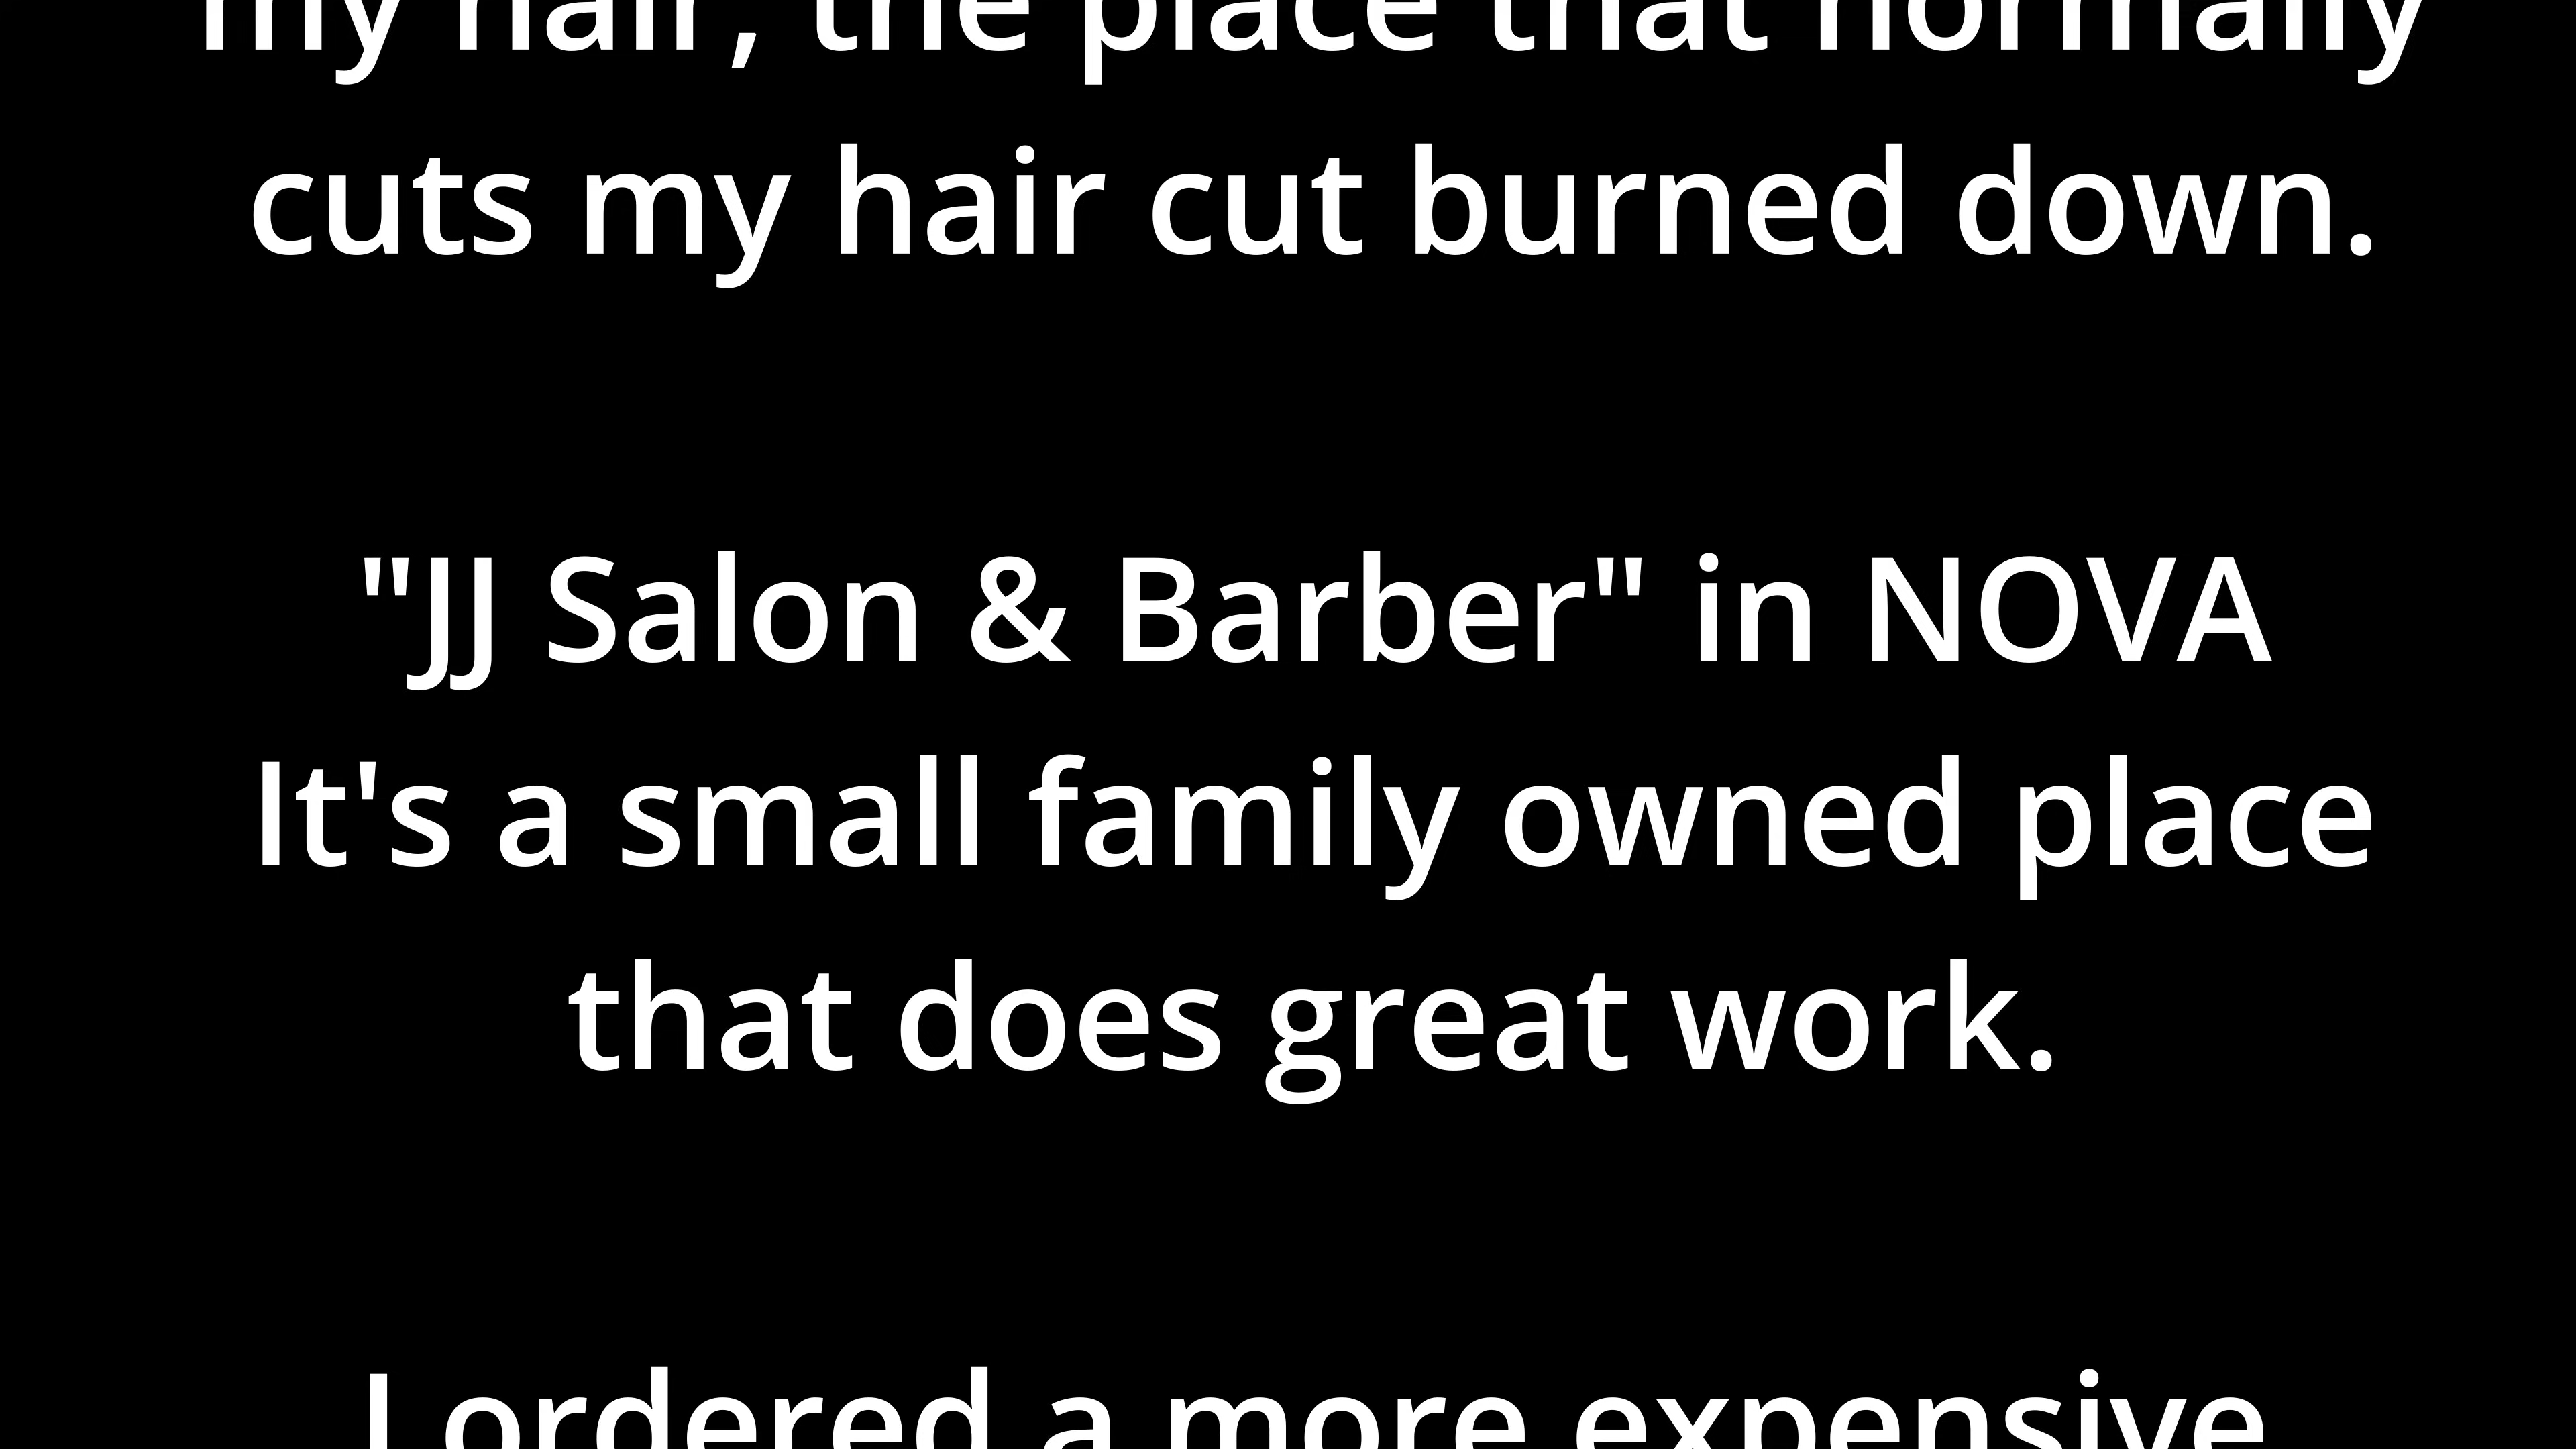 my hair, the place that normally
cuts my hair cut burned down.
"JJ Salon & Barber" in NOVA
It's a small family owned place
that does great work.
I ordered a more expensive